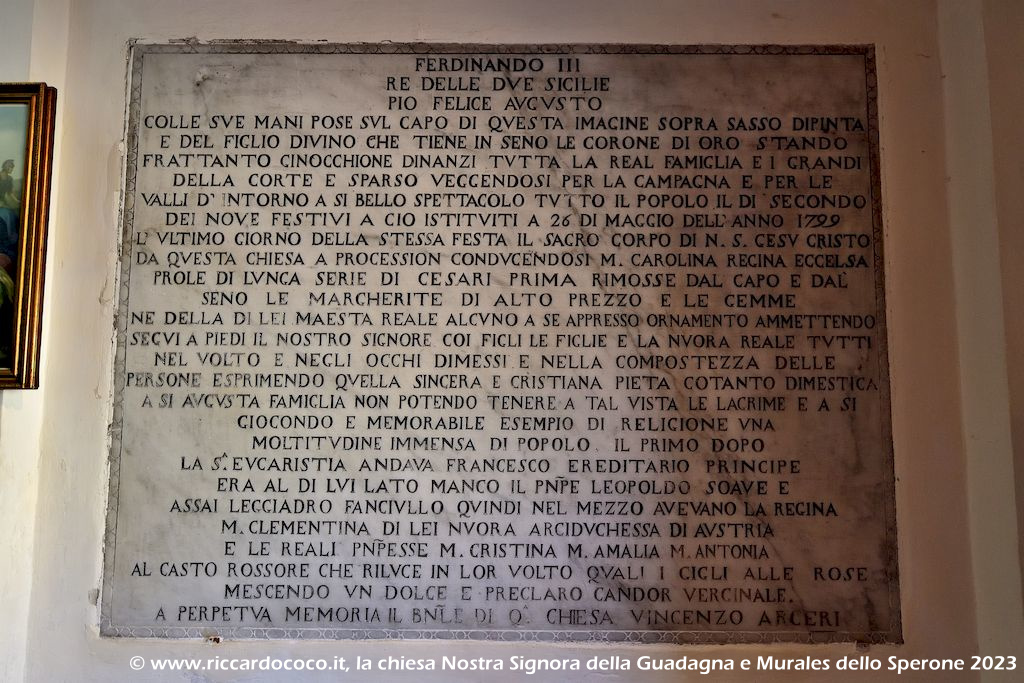 FERDINANDO III
RE DELLE DVE SICILIE
PIO FELICE AVGVSTO
COLLE SVE MANI POSE SVL CAPO DI QVESTA IMAGINE SOPRA SASSO DIPINTA
E DEL FIGLIO DIVINO CHE TIENE IN SENO LE CORONE DI ORO STANDO
FRATTANTO GINOCCHIONE DINANZI TVTTA LA REAL FAMIGLIA E I GRANDI
DELLA CORTE E SPARSO VEGGENDOSI PER LA CAMPAGNA E PER LE
VALLI D' INTORNO A SI BELLO SPETTACOLO TVTTO IL POPOLO IL DI SECONDO
DEI NOVE FESTIVI A CIO ISTITVITI A 26 DI MAGGIO DELL'ANNO 1799
L' VLTIMO GIORNO DELLA STESSA FESTA IL SACRO CORPO DI N. S. GESV CRISTO
DA QVESTA CHIESA A PROCESSION CONDVCENDOSI M. CAROLINA REGINA ECCELSA
PROLE DI LVNGA SERIE DI CESARI PRIMA RIMOSSE DAL CAPO E DAL
SENO LE MARGHERITE DI ALTO PREZZO E LE GEMME
NE DELLA DI LEI MAESTA REALE ALCVNO A SE APPRESSO ORNAMENTO AMMETTENDO
SEGVI A PIEDI IL NOSTRO SIGNORE COI FIGLI LE FIGLIE E LA NVORA REALE TVTTI
NEL VOLTO E NEGLI OCCHI DIMESSI E NELLA COMPOSTEZZA DELLE
PERSONE ESPRIMENDO QVELLA SINCERA E CRISTIANA PIETA COTANTO DIMESTICA
A SI AVGVSTA FAMIGLIA NON POTENDO TENERE A TAL VISTA LE LACRIME E A SI
GIOCONDO E MEMORABILE ESEMPIO DI RELIGIONE VNA
MOLTITVDINE IMMENSA DI POPOLO. IL PRIMO DOPO
LA S.A EVCARISTIA ANDAVA FRANCESCO EREDITARIO PRINCIPE
ERA AL DI LVI LATO MANCO IL PÑPE LEOPOLDO SOAVE E
ASSAI LEGGIADRO FANCIVLLO QVINDI NEL MEZZO AVEVANO LA REGINA
M. CLEMENTINA DI LEI NVORA ARCIDVCHESSA DI AVSTRIA
E LE REALI PÑPESSE M. CRISTINA M. AMALIA M. ANTONIA
AL CASTO ROSSORE CHE RILVCE IN LOR VOLTO QVALI I GIGLI ALLE ROSE
MESCENDO VN DOLCE E PRECLARO CANDOR VERGINALE.
A PERPETVA MEMORIA IL BÑLE DI Q.A CHIESA VINCENZO ARCERI
© www.riccardococo.it, la chiesa Nostra Signora della Guadagna e Murales dello Sperone 2023